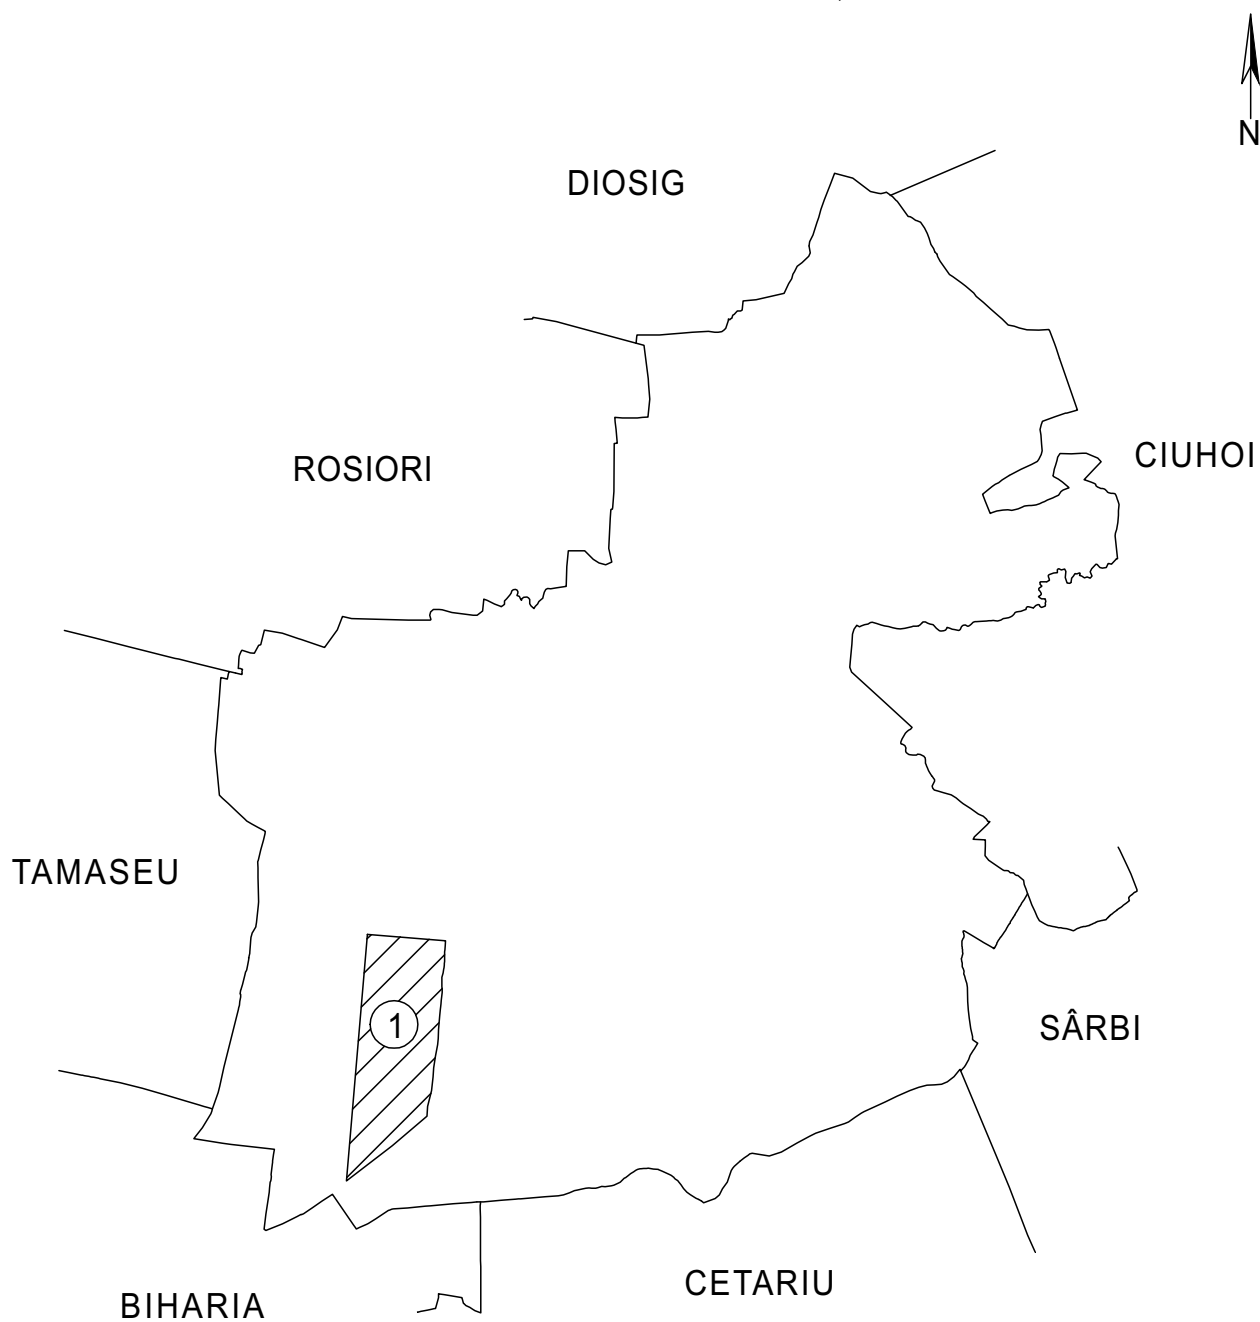 N
DIOSIG
CIUHOI
ROSIORI
TAMASEU
1
SÂRBI
CETARIU
BIHARIA